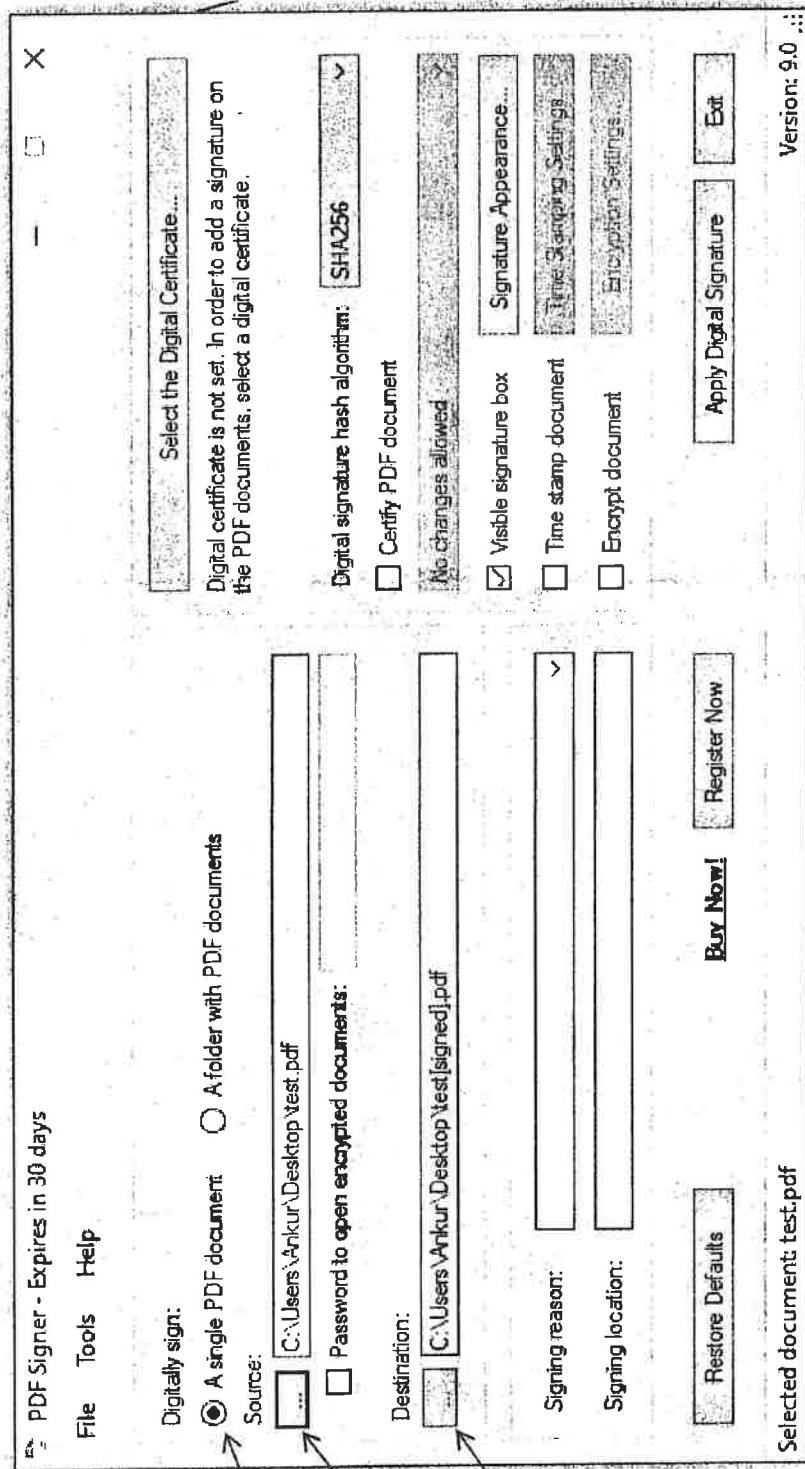 PDF Signer - Expires in 30 days
File Tools Help
Digitally sign:
A single PDF document A folder with PDF documents
Source:
... C:\Users\Ankur\Desktop\test.pdf
Password to open encrypted documents:
Destination:
... C:\Users\Ankur\Desktop\test[signed].pdf
Signing reason:
Signing location:
Restore Defaults Buy Now! Register Now
Select the Digital Certificate...
Digital certificate is not set. In order to add a signature on
the PDF documents, select a digital certificate.
Digital signature hash algorithm: SHA256
Certify PDF document
No changes allowed
Visible signature box Signature Appearance...
Time stamp document Time Stamping Settings...
Encrypt document Encryption Settings...
Apply Digital Signature Exit
Selected document: test.pdf Version: 9.0